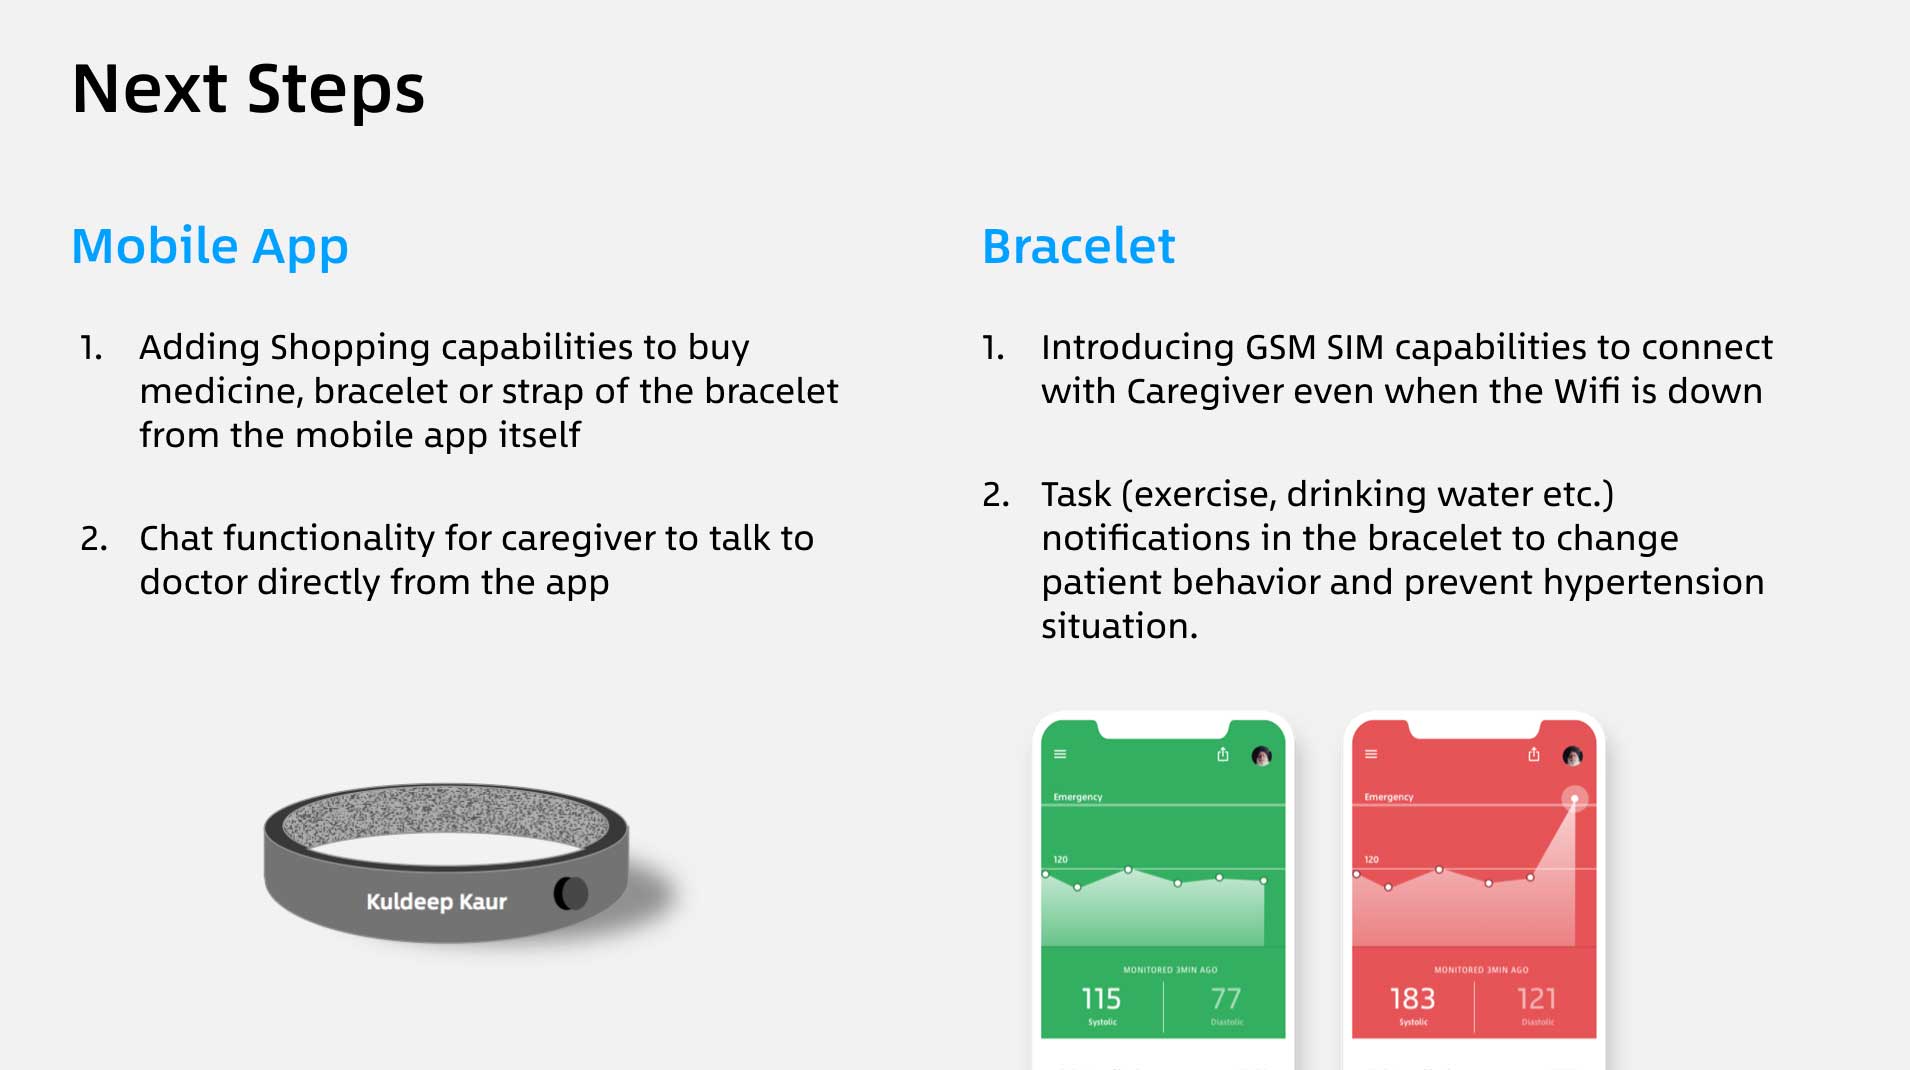 Next Steps
Mobile App
1. Adding Shopping capabilities to buy
medicine, bracelet or strap of the bracelet
from the mobile app itself
2. Chat functionality for caregiver to talk to
doctor directly from the app
Kuldeep Kaur
Bracelet
1. Introducing GSM SIM capabilities to connect
with Caregiver even when the Wifi is down
2. Task (exercise, drinking water etc.)
notifications in the bracelet to change
patient behavior and prevent hypertension
situation.
Emergency
120
MONITORED 3MIN AGO
115 77
Systolic Diastolic
Emergency
120
MONITORED 3MIN AGO
183 121
Systolic Diastolic